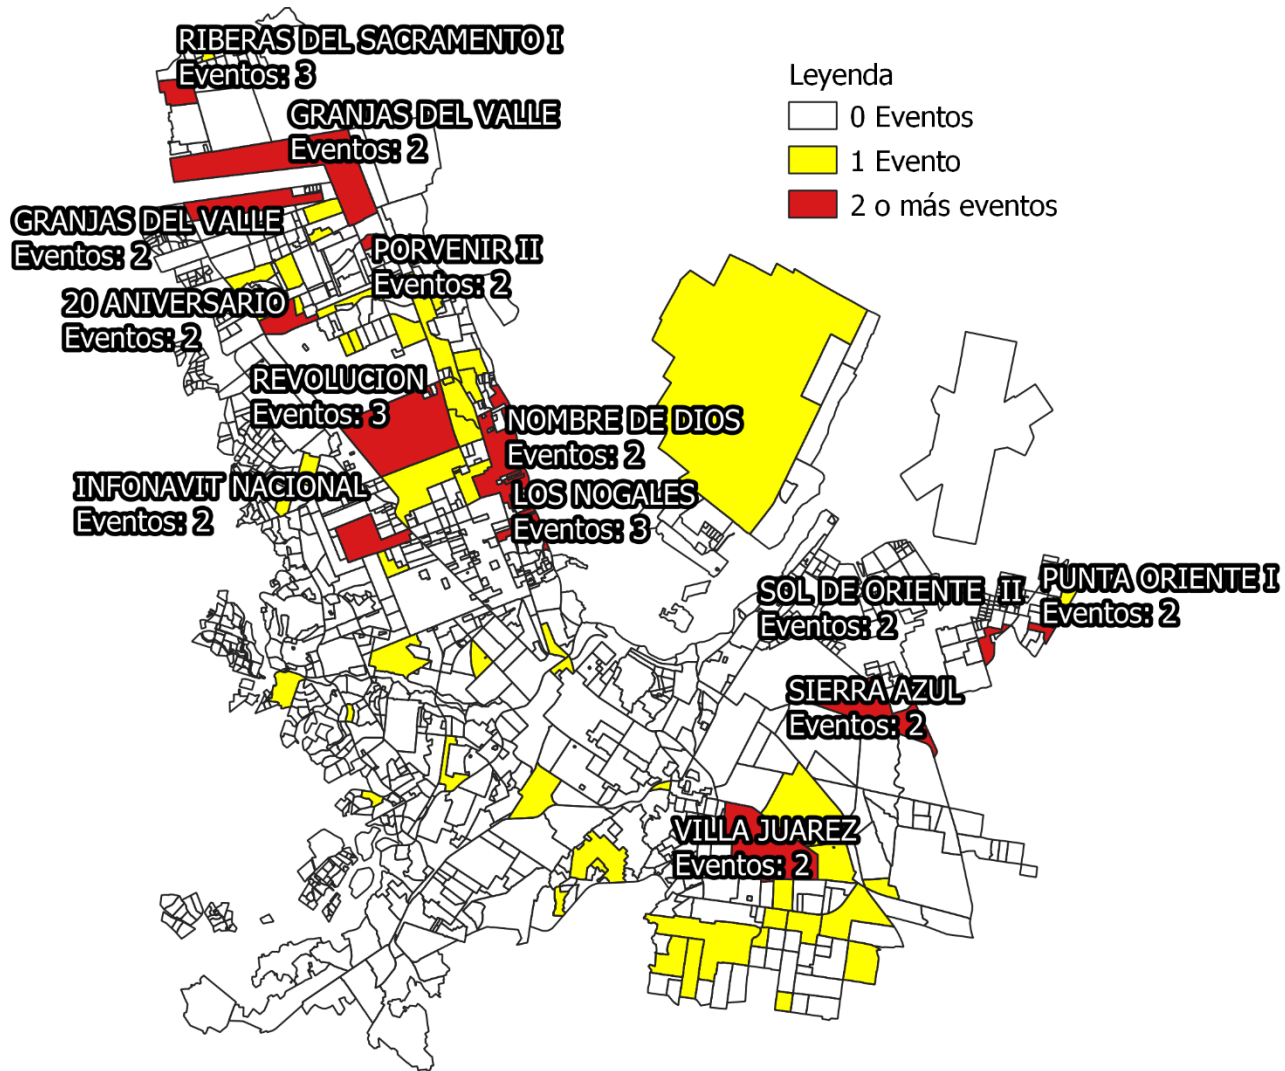 RIBERAS DEL SACRAMENTO I
Eventos: 3
Leyenda
0 Eventos
1 Evento
2 o más eventos
GRANJAS DEL VALLE
Eventos: 2
GRANJAS DEL VALLE
Eventos: 2
PORVENIR II
Eventos: 2
20 ANIVERSARIO
Eventos: 2
REVOLUCION
Eventos: 3
NOMBRE DE DIOS
Eventos: 2
INFONAVIT NACIONAL
Eventos: 2
LOS NOGALES
Eventos: 3
SOL DE ORIENTE  II
Eventos: 2
PUNTA ORIENTE I
Eventos: 2
SIERRA AZUL
Eventos: 2
VILLA JUAREZ
Eventos: 2